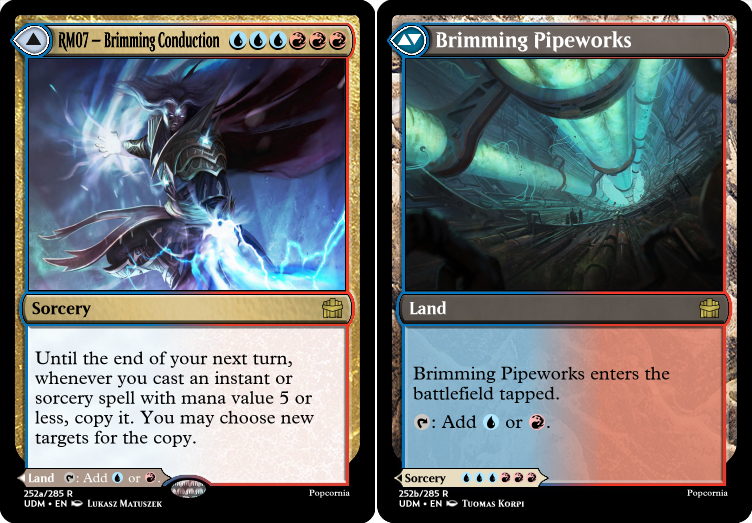 RM07 – Brimming Conduction
Sorcery
Until the end of your next turn,
whenever you cast an instant or
sorcery spell with mana value 5 or
less, copy it. You may choose new
targets for the copy.
Land : Add or .
252a/285 R
UDM • EN Lukasz Matuszek
Popcornia
Brimming Pipeworks
Land
Brimming Pipeworks enters the
battlefield tapped.
: Add or .
Sorcery
252b/285 R
UDM • EN Tuomas Korpi
Popcornia